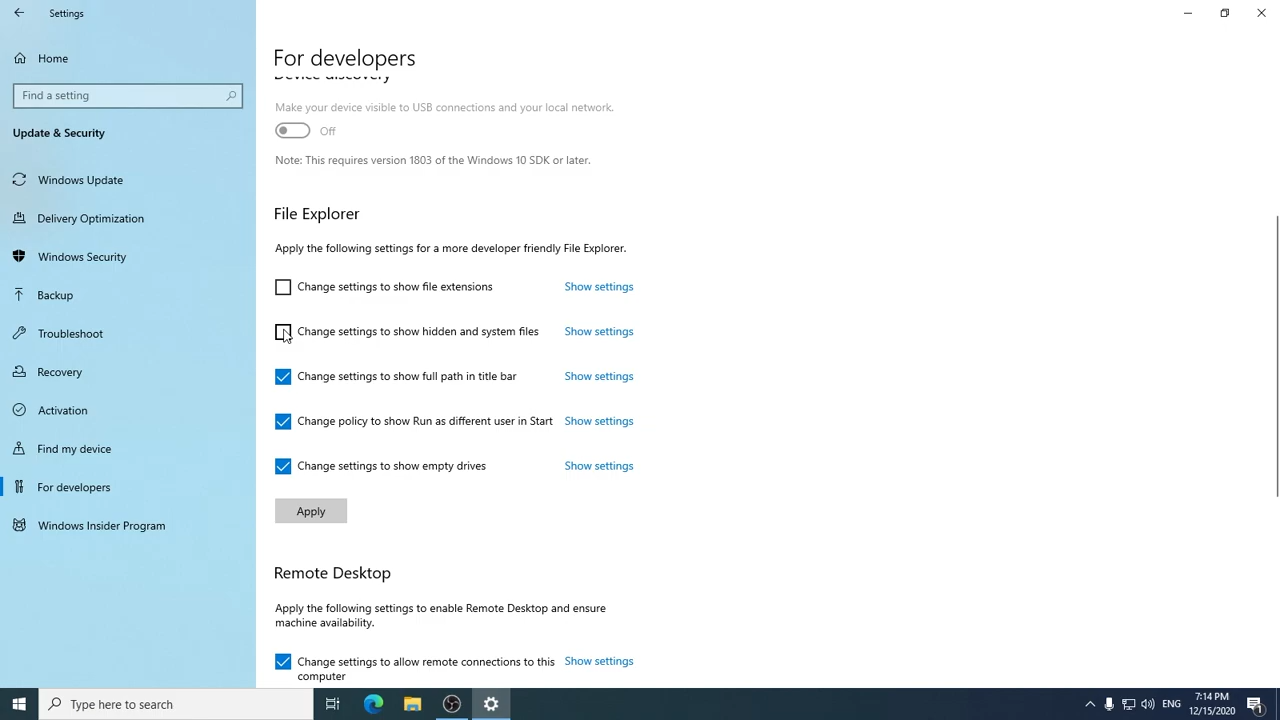 Settings
Home
Find a setting
Update & Security
Windows Update
Delivery Optimization
Windows Security
Backup
Troubleshoot
Recovery
Activation
Find my device
For developers
Windows Insider Program
For developers
Device discovery
Make your device visible to USB connections and your local network.
Off
Note: This requires version 1803 of the Windows 10 SDK or later.
File Explorer
Apply the following settings for a more developer friendly File Explorer.
Change settings to show file extensions Show settings
Change settings to show hidden and system files Show settings
Change settings to show full path in title bar Show settings
Change policy to show Run as different user in Start Show settings
Change settings to show empty drives Show settings
Apply
Remote Desktop
Apply the following settings to enable Remote Desktop and ensure
machine availability.
Change settings to allow remote connections to this Show settings
computer
Type here to search
ENG
7:14 PM
12/15/2020
1